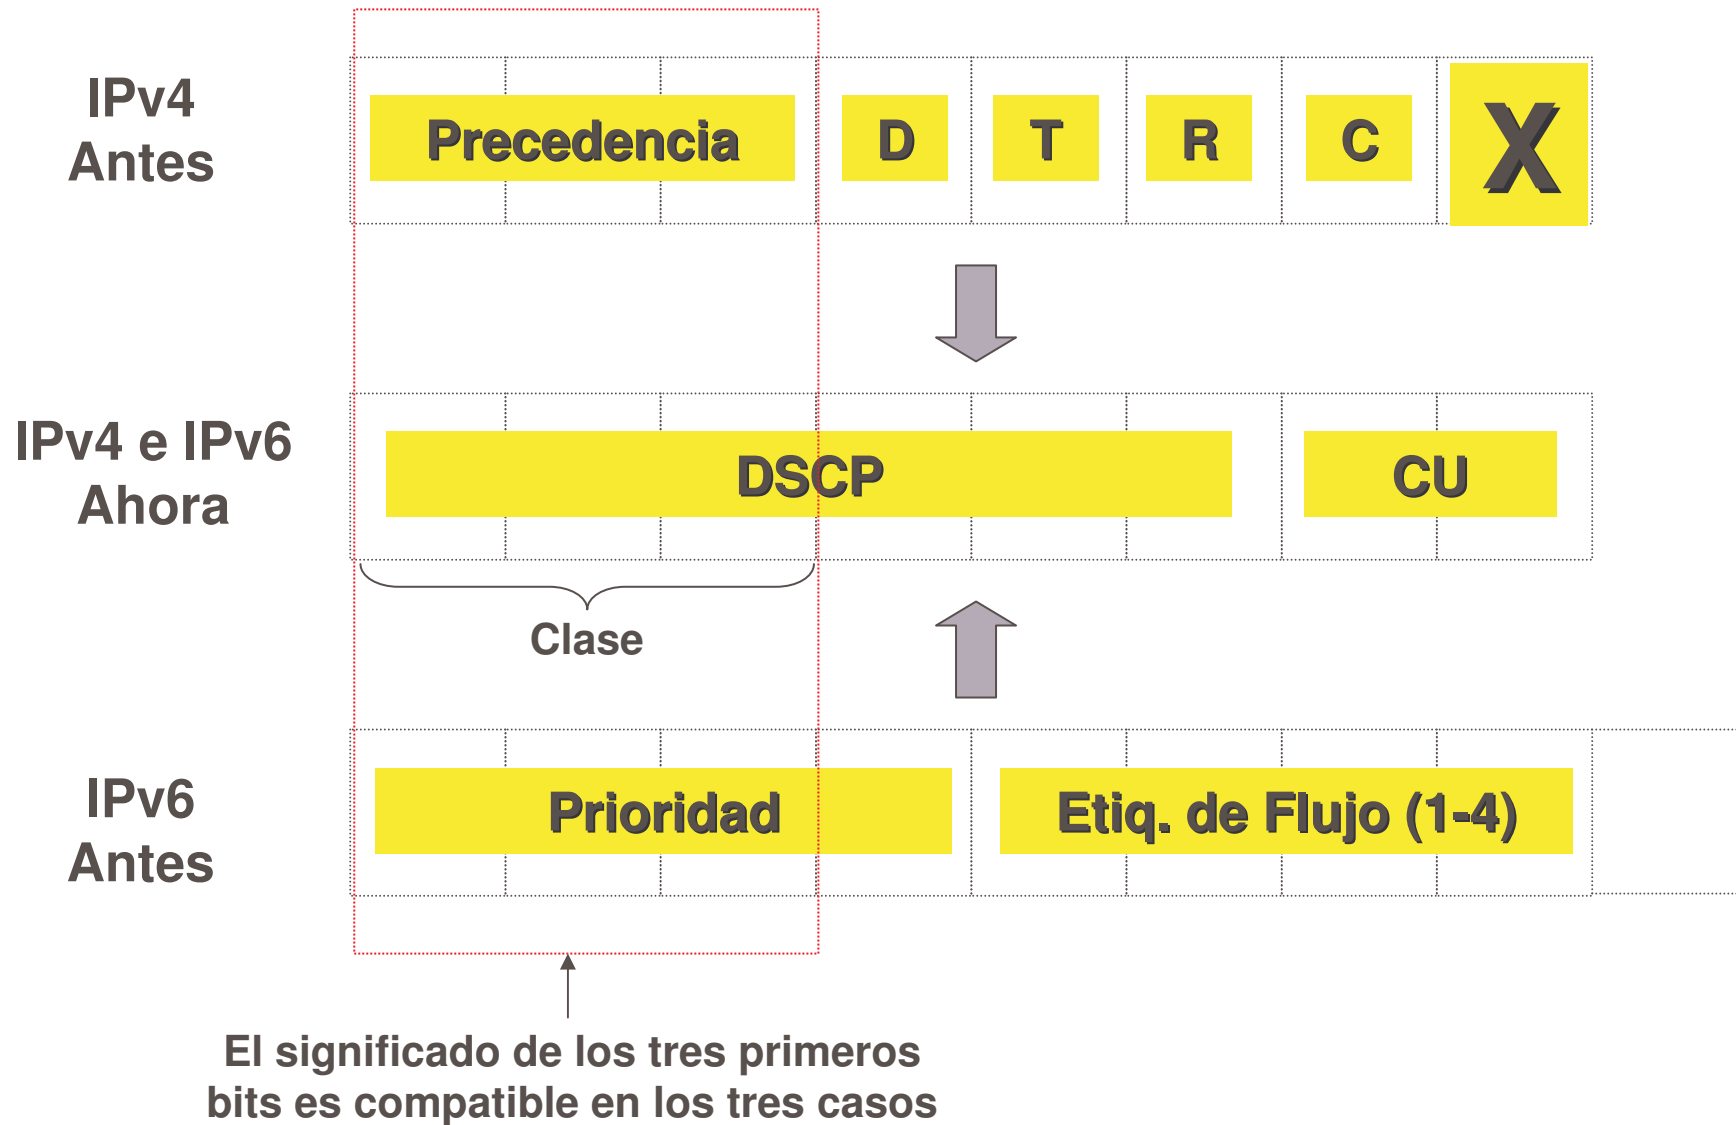 IPv4
Antes
Precedencia D T R C X
IPv4 e IPv6
Ahora
DSCP CU
Clase
IPv6
Antes
Prioridad Etiq. de Flujo (1-4)
El significado de los tres primeros
bits es compatible en los tres casos